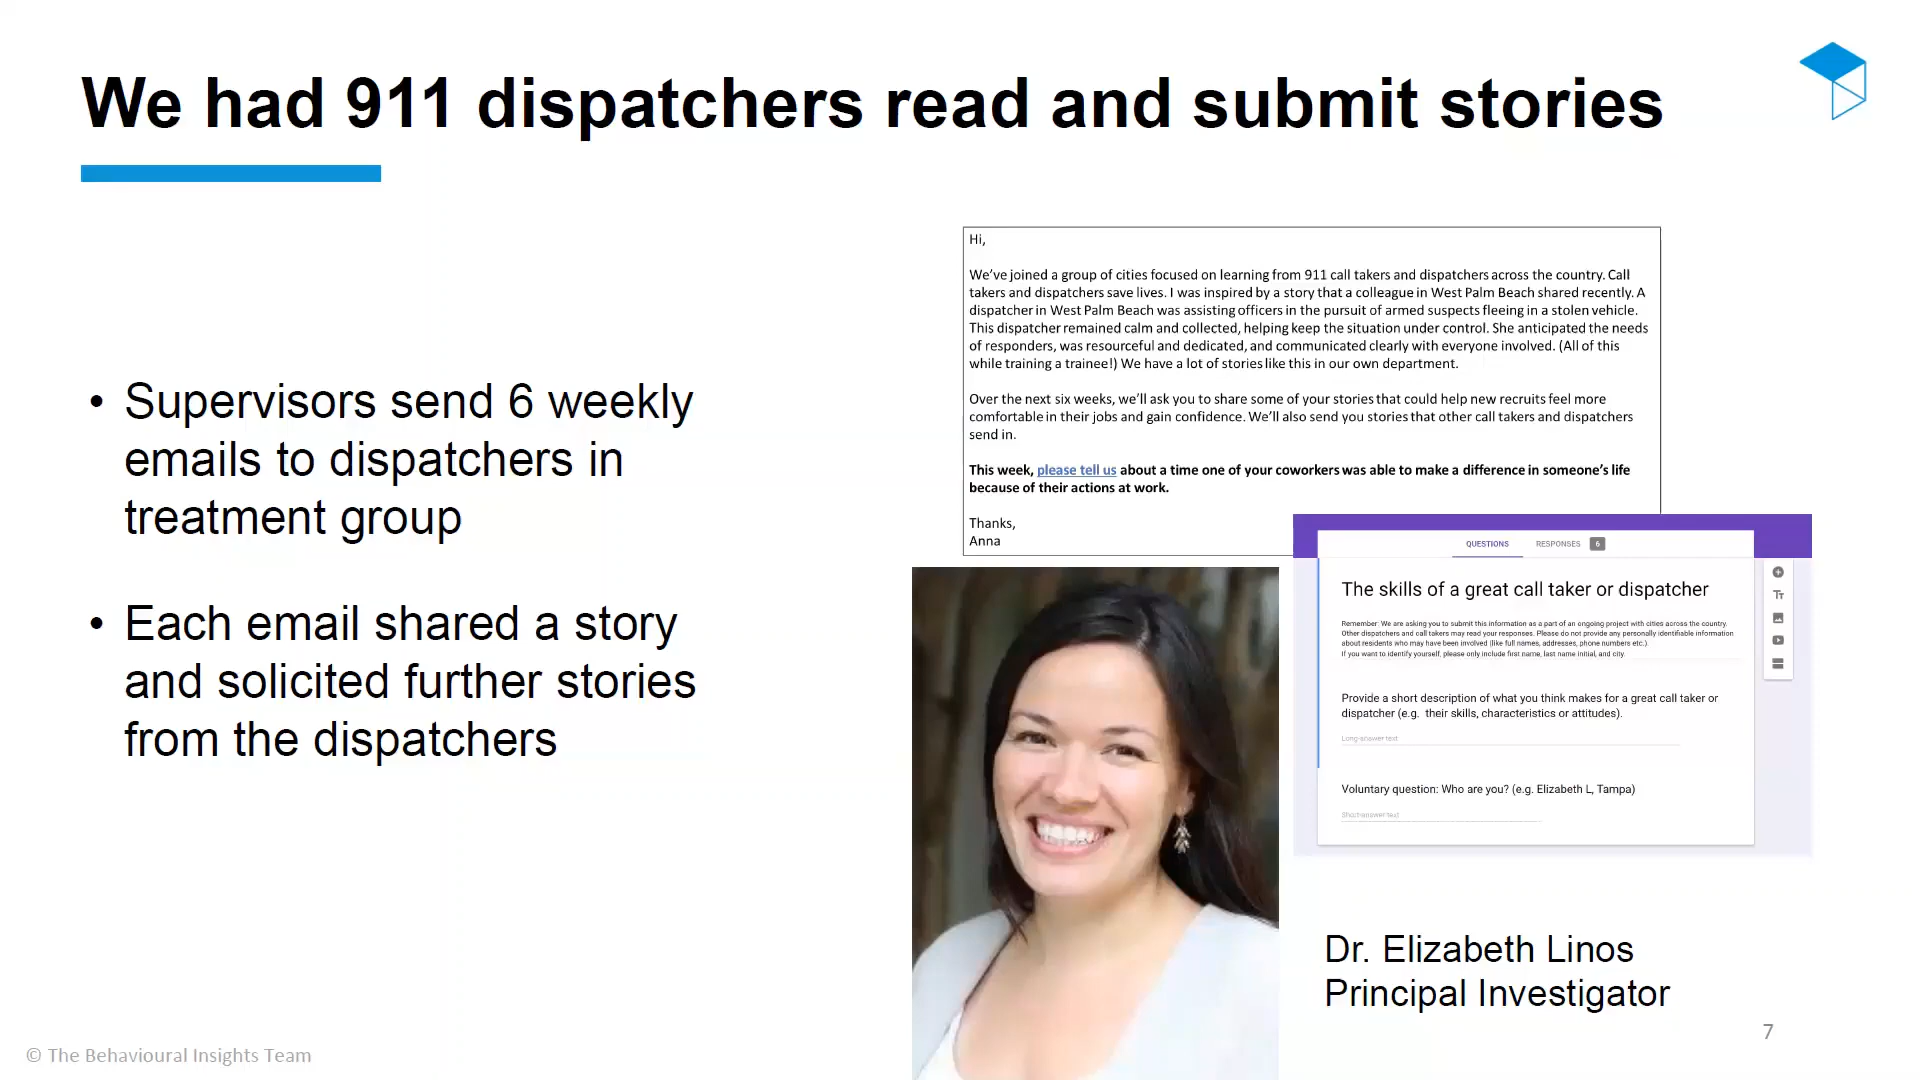 We had 911 dispatchers read and submit stories
• Supervisors send 6 weekly
emails to dispatchers in
treatment group
• Each email shared a story
and solicited further stories
from the dispatchers
Hi,
We’ve joined a group of cities focused on learning from 911 call takers and dispatchers across the country. Call
takers and dispatchers save lives. I was inspired by a story that a colleague in West Palm Beach shared recently. A
dispatcher in West Palm Beach was assisting officers in the pursuit of armed suspects fleeing in a stolen vehicle.
This dispatcher remained calm and collected, helping keep the situation under control. She anticipated the needs
of responders, was resourceful and dedicated, and communicated clearly with everyone involved. (All of this
while training a trainee!) We have a lot of stories like this in our own department.
Over the next six weeks, we’ll ask you to share some of your stories that could help new recruits feel more
comfortable in their jobs and gain confidence. We’ll also send you stories that other call takers and dispatchers
send in.
This week, please tell us about a time one of your coworkers was able to make a difference in someone’s life
because of their actions at work.
Thanks,
Anna
QUESTIONS RESPONSES 6
The skills of a great call taker or dispatcher
Remember: We are asking you to submit this information as a part of an ongoing project with cities across the country.
Other dispatchers and call takers may read your responses. Please do not provide any personally identifiable information
about residents who may have been involved (like full names, addresses, phone numbers etc.)
If you want to identify yourself, please only include first name, last name initial, and city.
Provide a short description of what you think makes for a great call taker or
dispatcher (e.g. their skills, characteristics or attitudes).
Long-answer text
Voluntary question: Who are you? (e.g. Elizabeth L, Tampa)
Short-answer text
Tт
Dr. Elizabeth Linos
Principal Investigator
7
© The Behavioural Insights Team